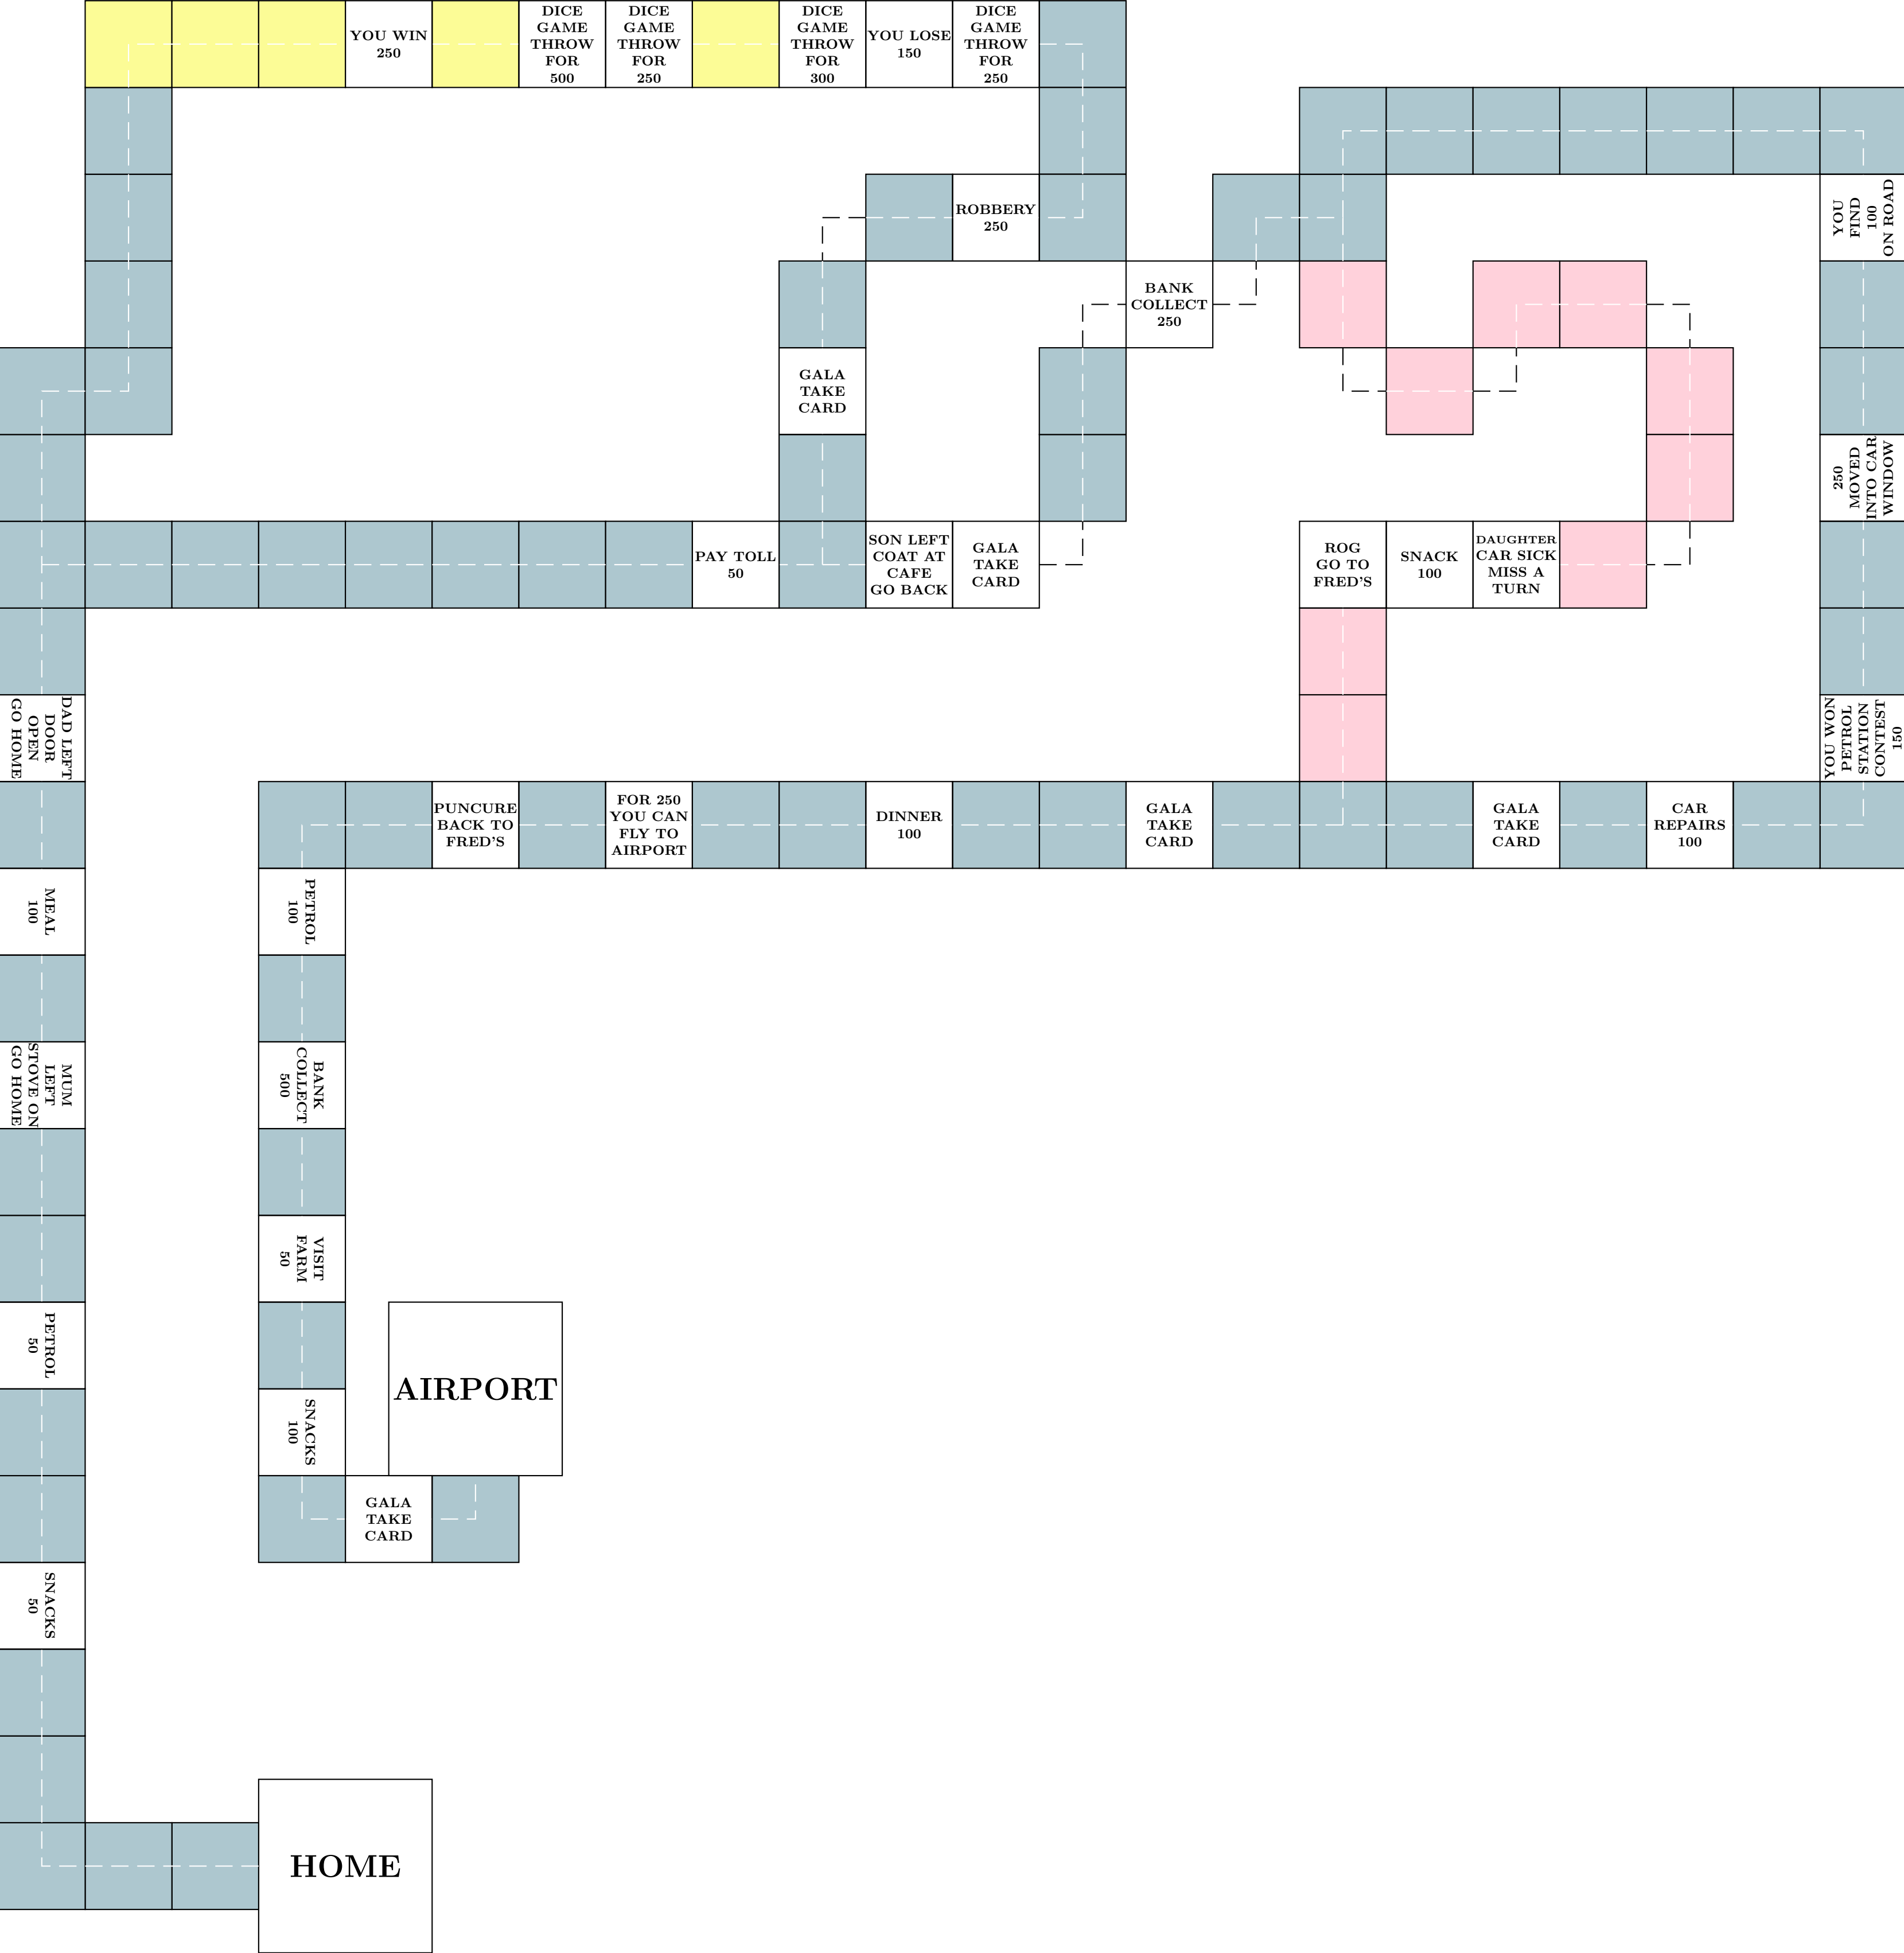 YOU WIN
250
DICE
GAME
THROW
FOR
500
DICE
GAME
THROW
FOR
250
DICE
GAME
THROW
FOR
300
YOU LOSE
150
DICE
GAME
THROW
FOR
250
ROBBERY
250
YOU
FIND
100
ON ROAD
BANK
COLLECT
250
GALA
TAKE
CARD
250
MOVED
INTO CAR
WINDOW
PAY TOLL
50
SON LEFT
COAT AT
CAFE
GO BACK
GALA
TAKE
CARD
ROG
GO TO
FRED'S
SNACK
100
DAUGHTER
CAR SICK
MISS A
TURN
DAD LEFT
DOOR
OPEN
GO HOME
YOU WON
PETROL
STATION
CONTEST
150
PUNCURE
BACK TO
FRED'S
FOR 250
YOU CAN
FLY TO
AIRPORT
DINNER
100
GALA
TAKE
CARD
GALA
TAKE
CARD
CAR
REPAIRS
100
MEAL
100
PETROL
100
MUM
LEFT
STOVE ON
GO HOME
BANK
COLLECT
500
VISIT
FARM
50
PETROL
50
AIRPORT
SNACKS
100
GALA
TAKE
CARD
SNACKS
50
HOME